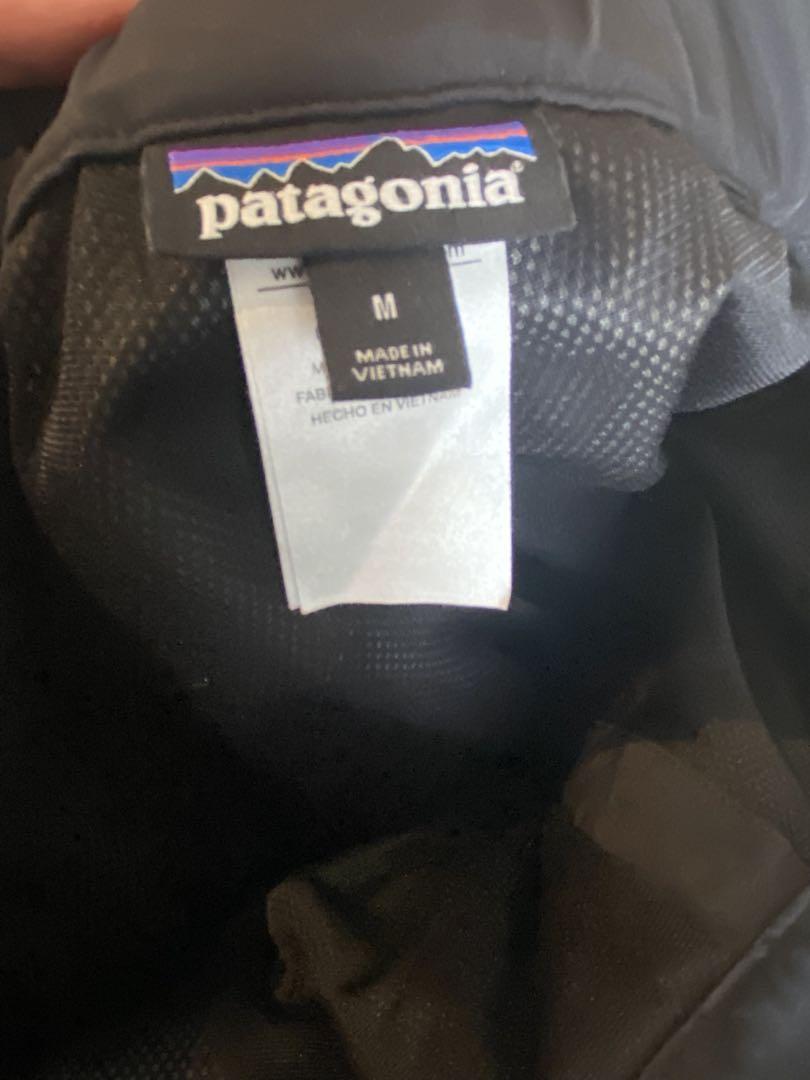 patagonia®
M
MADE IN
VIETNAM
HECHO EN VIETNAM